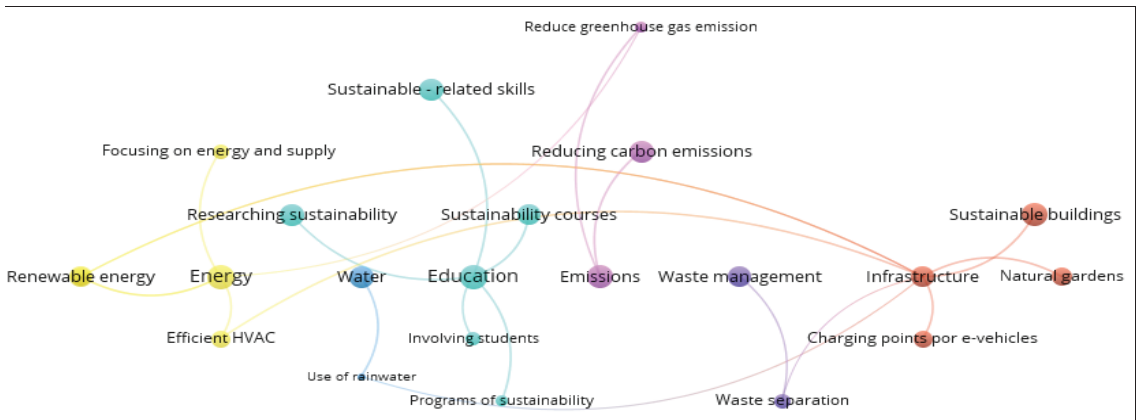 Reduce greenhouse gas emission
Sustainable - related skills
Focusing on energy and supply
Reducing carbon emissions
Researching sustainability
Sustainability courses
Sustainable buildings
Renewable energy
Energy
Water
Education
Emissions
Waste management
Infrastructure
Natural gardens
Efficient HVAC
Involving students
Charging points por e-vehicles
Use of rainwater
Programs of sustainability
Waste separation